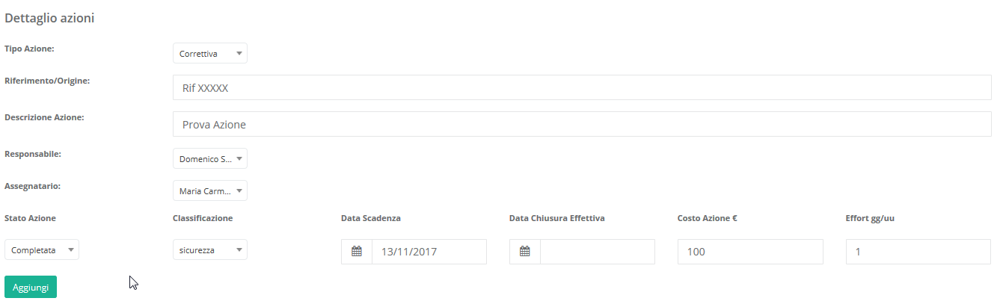 Dettaglio azioni
Tipo Azione: Correttiva
Riferimento/Origine: Rif XXXXX
Descrizione Azione: Prova Azione
Responsabile: Domenico S...
Assegnatario: Maria Carm...
Stato Azione Classificazione Data Scadenza Data Chiusura Effettiva Costo Azione € Effort gg/uu
Completata sicurezza 13/11/2017 100 1
Aggiungi